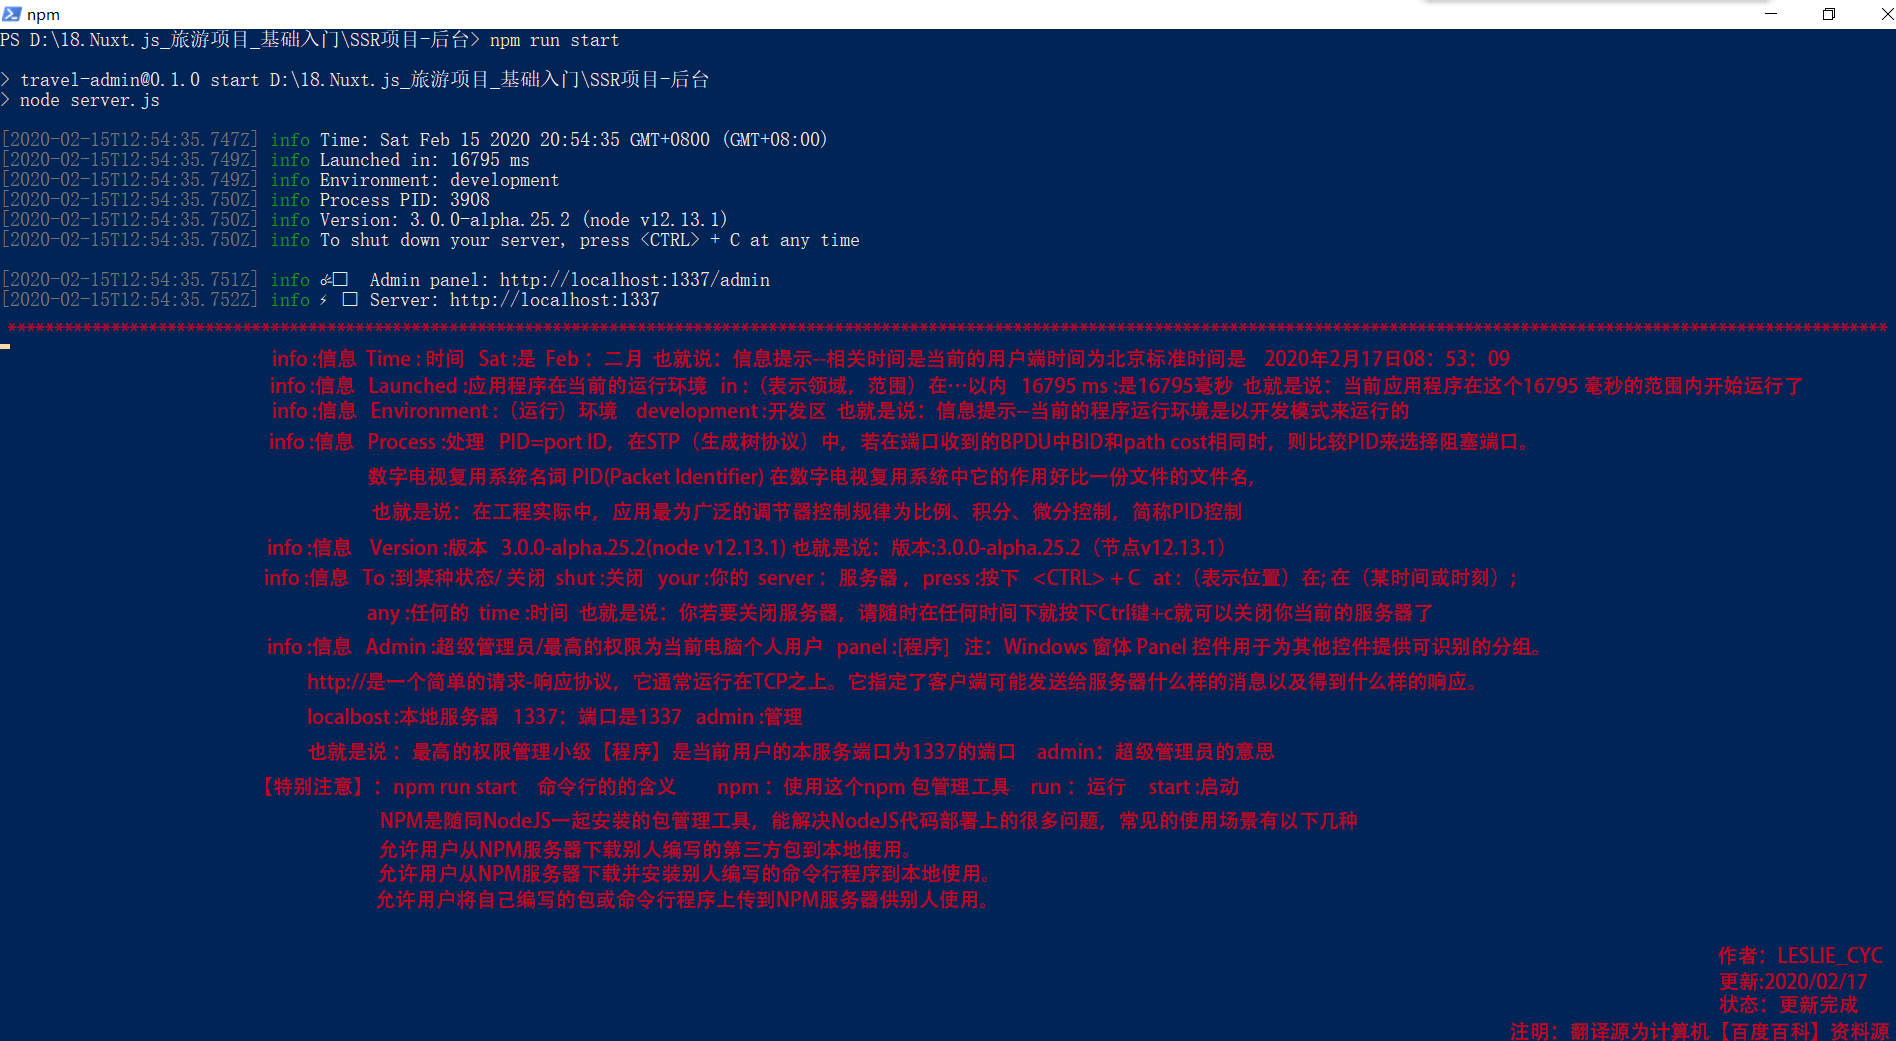 npm
PS D:\18.Nuxt.js_旅游项目_基础入门\SSR项目-后台> npm run start
> travel-admin@0.1.0 start D:\18.Nuxt.js_旅游项目_基础入门\SSR项目-后台
> node server.js
[2020-02-15T12:54:35.747Z] info Time: Sat Feb 15 2020 20:54:35 GMT+0800 (GMT+08:00)
[2020-02-15T12:54:35.749Z] info Launched in: 16795 ms
[2020-02-15T12:54:35.749Z] info Environment: development
[2020-02-15T12:54:35.750Z] info Process PID: 3908
[2020-02-15T12:54:35.750Z] info Version: 3.0.0-alpha.25.2 (node v12.13.1)
[2020-02-15T12:54:35.750Z] info To shut down your server, press <CTRL> + C at any time
[2020-02-15T12:54:35.751Z] info Admin panel: http://localhost:1337/admin
[2020-02-15T12:54:35.752Z] info ⚡ Server: http://localhost:1337
info :信息 Time : 时间 Sat :是 Feb： 二月 也就说：信息提示--相关时间是当前的用户端时间为北京标准时间是 2020年2月17日08：53：09
info :信息 Launched :应用程序在当前的运行环境 in :（表示领域，范围）在…以内 16795 ms :是16795毫秒 也就是说：当前应用程序在这个16795 毫秒的范围内开始运行了
info :信息 Environment :（运行）环境 development :开发区 也就是说：信息提示--当前的程序运行环境是以开发模式来运行的
info :信息 Process :处理 PID=port ID，在STP（生成树协议）中，若在端口收到的BPDU中BID和path cost相同时，则比较PID来选择阻塞端口。
数字电视复用系统名词 PID(Packet Identifier) 在数字电视复用系统中它的作用好比一份文件的文件名,
也就是说：在工程实际中，应用最为广泛的调节器控制规律为比例、积分、微分控制，简称PID控制
info :信息 Version :版本 3.0.0-alpha.25.2(node v12.13.1) 也就是说：版本:3.0.0-alpha.25.2（节点v12.13.1）
info :信息 To :到某种状态/ 关闭 shut :关闭 your :你的 server： 服务器 ，press :按下 <CTRL> + C at :（表示位置）在; 在（某时间或时刻）;
any :任何的 time :时间 也就是说：你若要关闭服务器，请随时在任何时间下就按下Ctrl键+c就可以关闭你当前的服务器了
info :信息 Admin :超级管理员/最高的权限为当前电脑个人用户 panel :[程序] 注：Windows 窗体 Panel 控件用于为其他控件提供可识别的分组。
http://是一个简单的请求-响应协议，它通常运行在TCP之上。它指定了客户端可能发送给服务器什么样的消息以及得到什么样的响应。
localbost :本地服务器 1337：端口是1337 admin :管理
也就是说 ：最高的权限管理小级【程序】是当前用户的本服务端口为1337的端口 admin：超级管理员的意思
【特别注意】： npm run start 命令行的的含义 npm： 使用这个npm 包管理工具 run： 运行 start :启动
NPM是随同NodeJS一起安装的包管理工具，能解决NodeJS代码部署上的很多问题，常见的使用场景有以下几种
允许用户从NPM服务器下载别人编写的第三方包到本地使用。
允许用户从NPM服务器下载并安装别人编写的命令行程序到本地使用。
允许用户将自己编写的包或命令行程序上传到NPM服务器供别人使用。
作者：LESLIE_CYC
更新:2020/02/17
状态：更新完成
注明：翻译源为计算机【百度百科】资料源